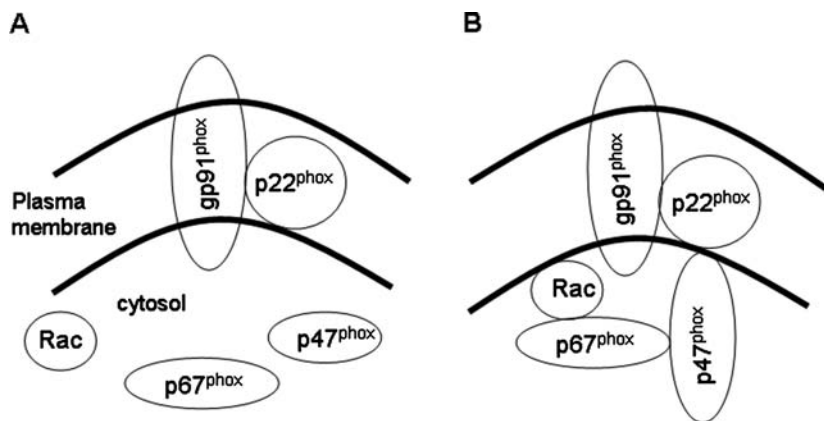 A
gp91phox
p22phox
Plasma
membrane
cytosol
Rac
p47phox
p67phox
B
gp91phox
p22phox
Rac
p67phox
p47phox